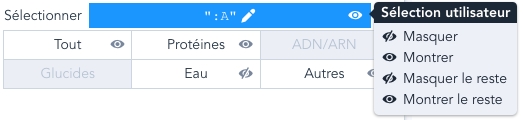 Sélectionner ":A" Sélection utilisateur
Masquer
Tout Protéines ADN/ARN Montrer
Glucides Eau Autres Masquer le reste
Montrer le reste